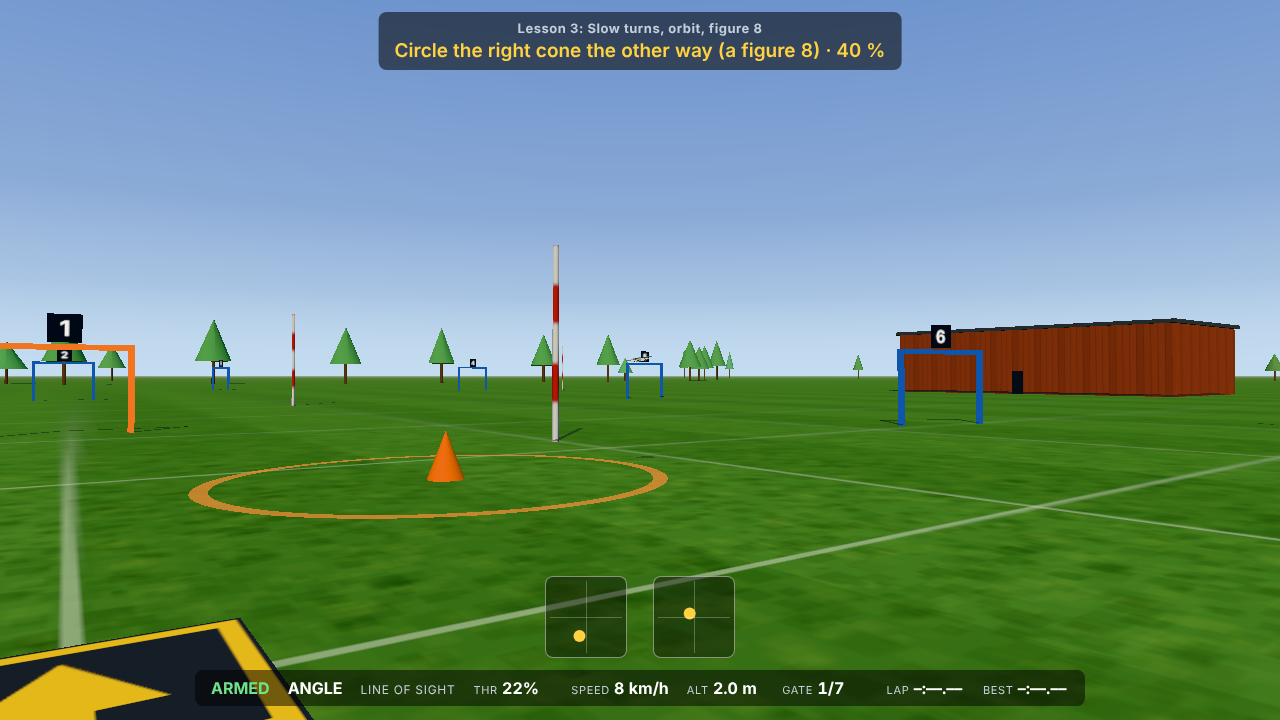 Lesson 3: Slow turns, orbit, figure 8
Circle the right cone the other way (a figure 8) · 40 %
1
2
4
6
ARMED ANGLE LINE OF SIGHT THR 22% SPEED 8 km/h ALT 2.0 m GATE 1/7 LAP –:––.–– BEST –:––.––